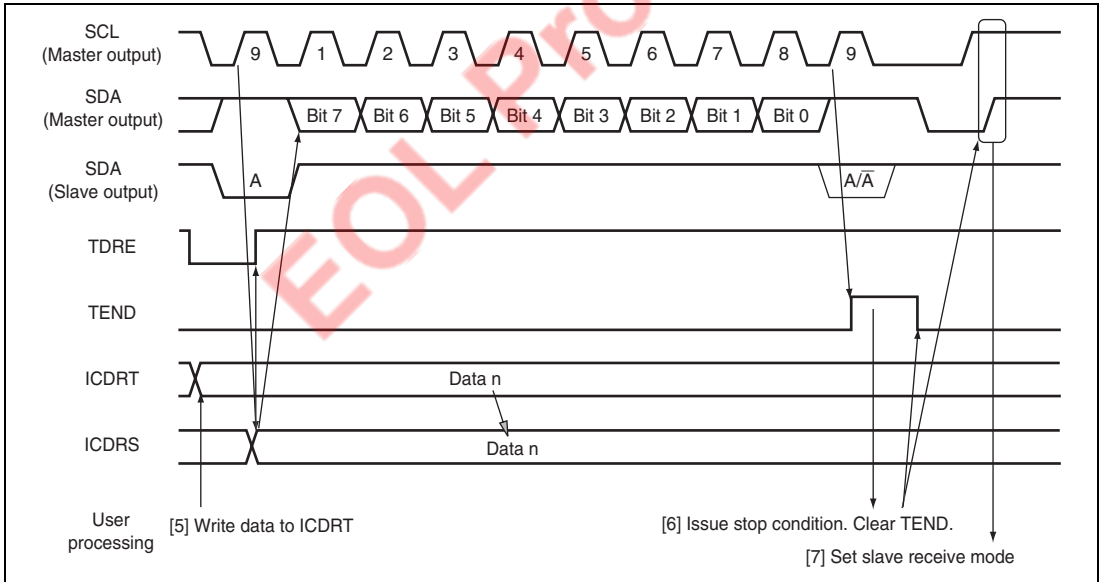 SCL
(Master output)
9 1 2 3 4 5 6 7 8 9
SDA
(Master output)
Bit 7 Bit 6 Bit 5 Bit 4 Bit 3 Bit 2 Bit 1 Bit 0
SDA
(Slave output)
A A/A̅
TDRE
TEND
ICDRT
Data n
ICDRS
Data n
User
processing
[5] Write data to ICDRT
[6] Issue stop condition. Clear TEND.
[7] Set slave receive mode
EOL Pro